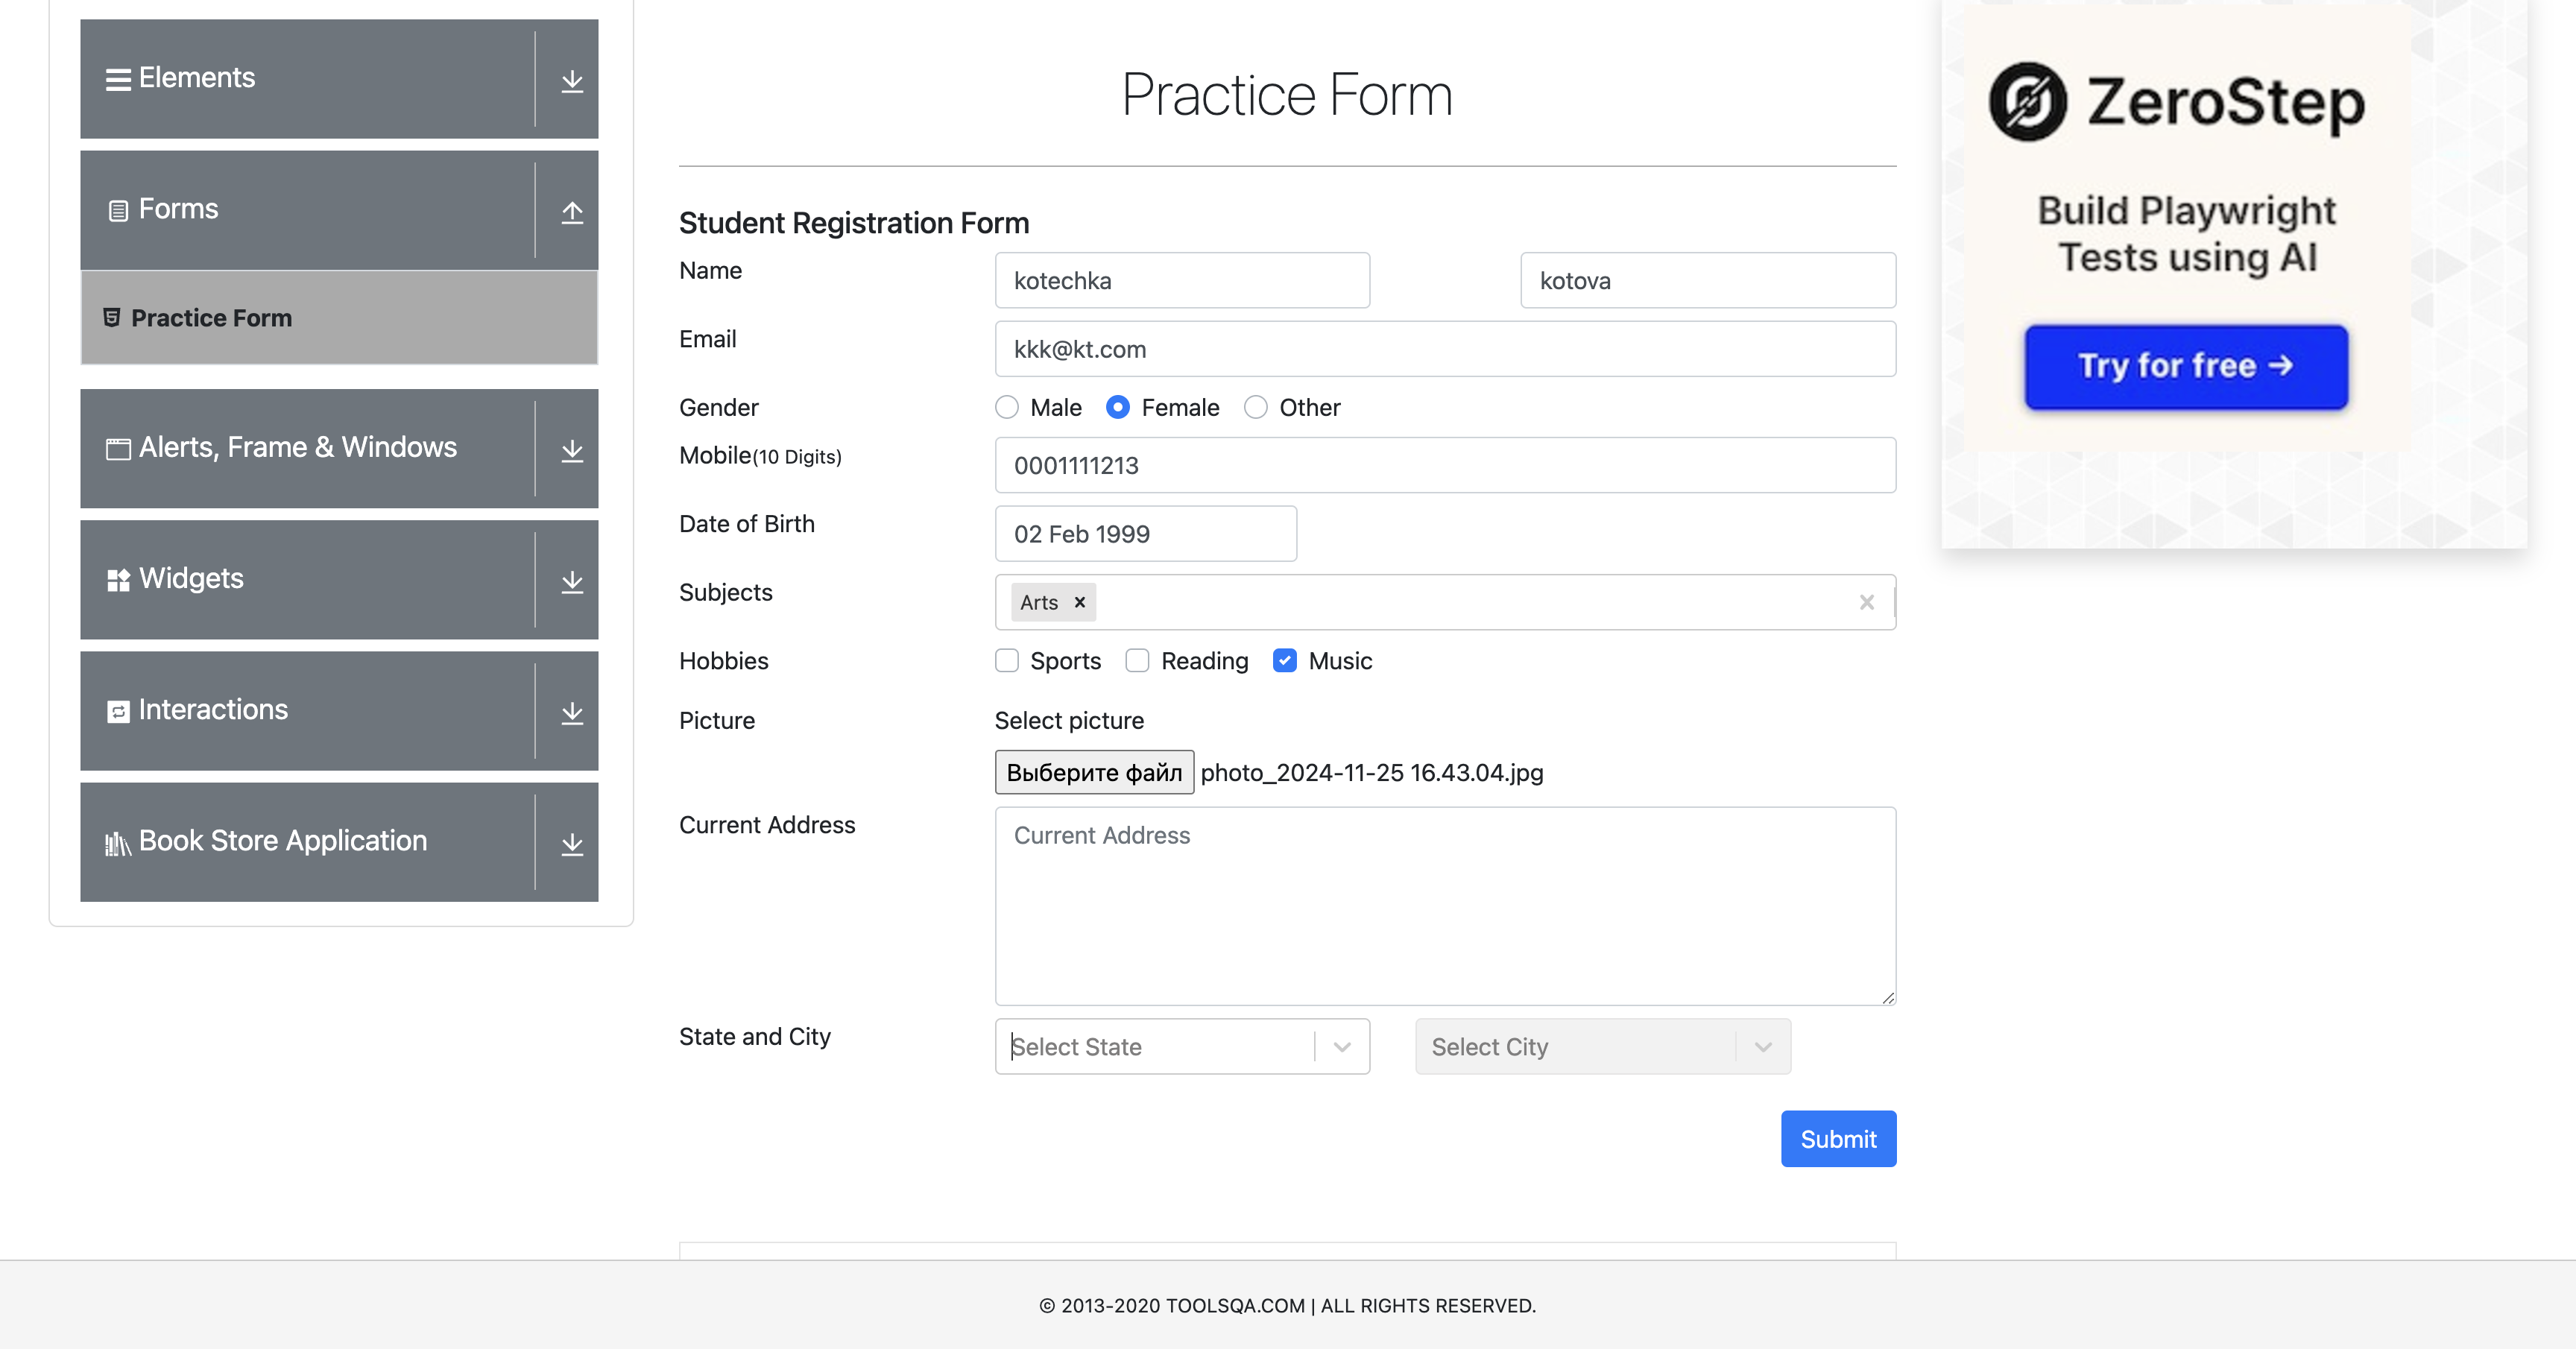 Elements
Forms
Practice Form
Alerts, Frame & Windows
Widgets
Interactions
Book Store Application
Practice Form
Student Registration Form
Name kotechka kotova
Email kkk@kt.com
Gender Male Female Other
Mobile(10 Digits) 0001111213
Date of Birth 02 Feb 1999
Subjects Arts
Hobbies Sports Reading Music
Picture Select picture
Выберите файл photo_2024-11-25 16.43.04.jpg
Current Address Current Address
State and City Select State Select City
Submit
ZeroStep
Build Playwright
Tests using AI
Try for free →
© 2013-2020 TOOLSQA.COM | ALL RIGHTS RESERVED.